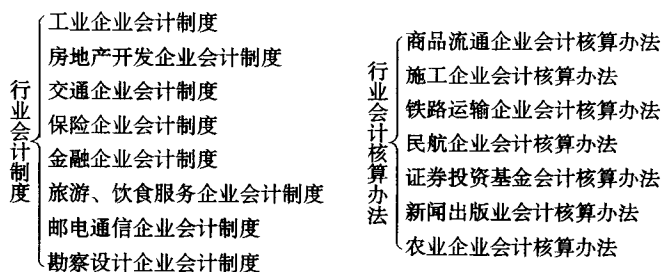 行业会计制度
工业企业会计制度
房地产开发企业会计制度
交通企业会计制度
保险企业会计制度
金融企业会计制度
旅游、饮食服务企业会计制度
邮电通信企业会计制度
勘察设计企业会计制度
行业会计核算办法
商品流通企业会计核算办法
施工企业会计核算办法
铁路运输企业会计核算办法
民航企业会计核算办法
证券投资基金会计核算办法
新闻出版业会计核算办法
农业企业会计核算办法